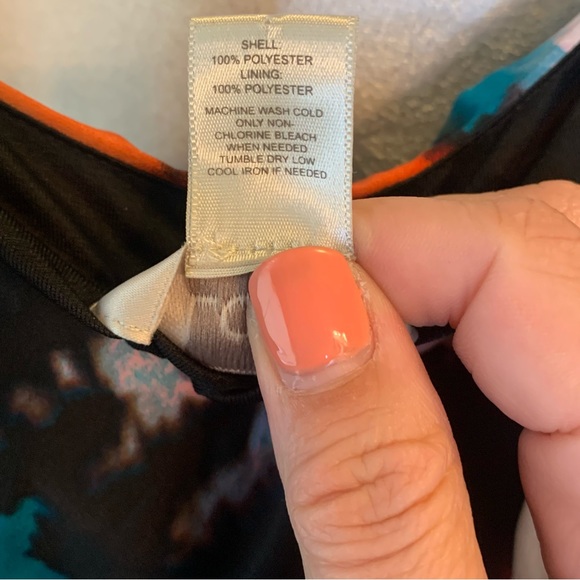 SHELL:
100% POLYESTER
LINING:
100% POLYESTER
MACHINE WASH COLD
ONLY NON-
CHLORINE BLEACH
WHEN NEEDED
TUMBLE DRY LOW
COOL IRON IF NEEDED